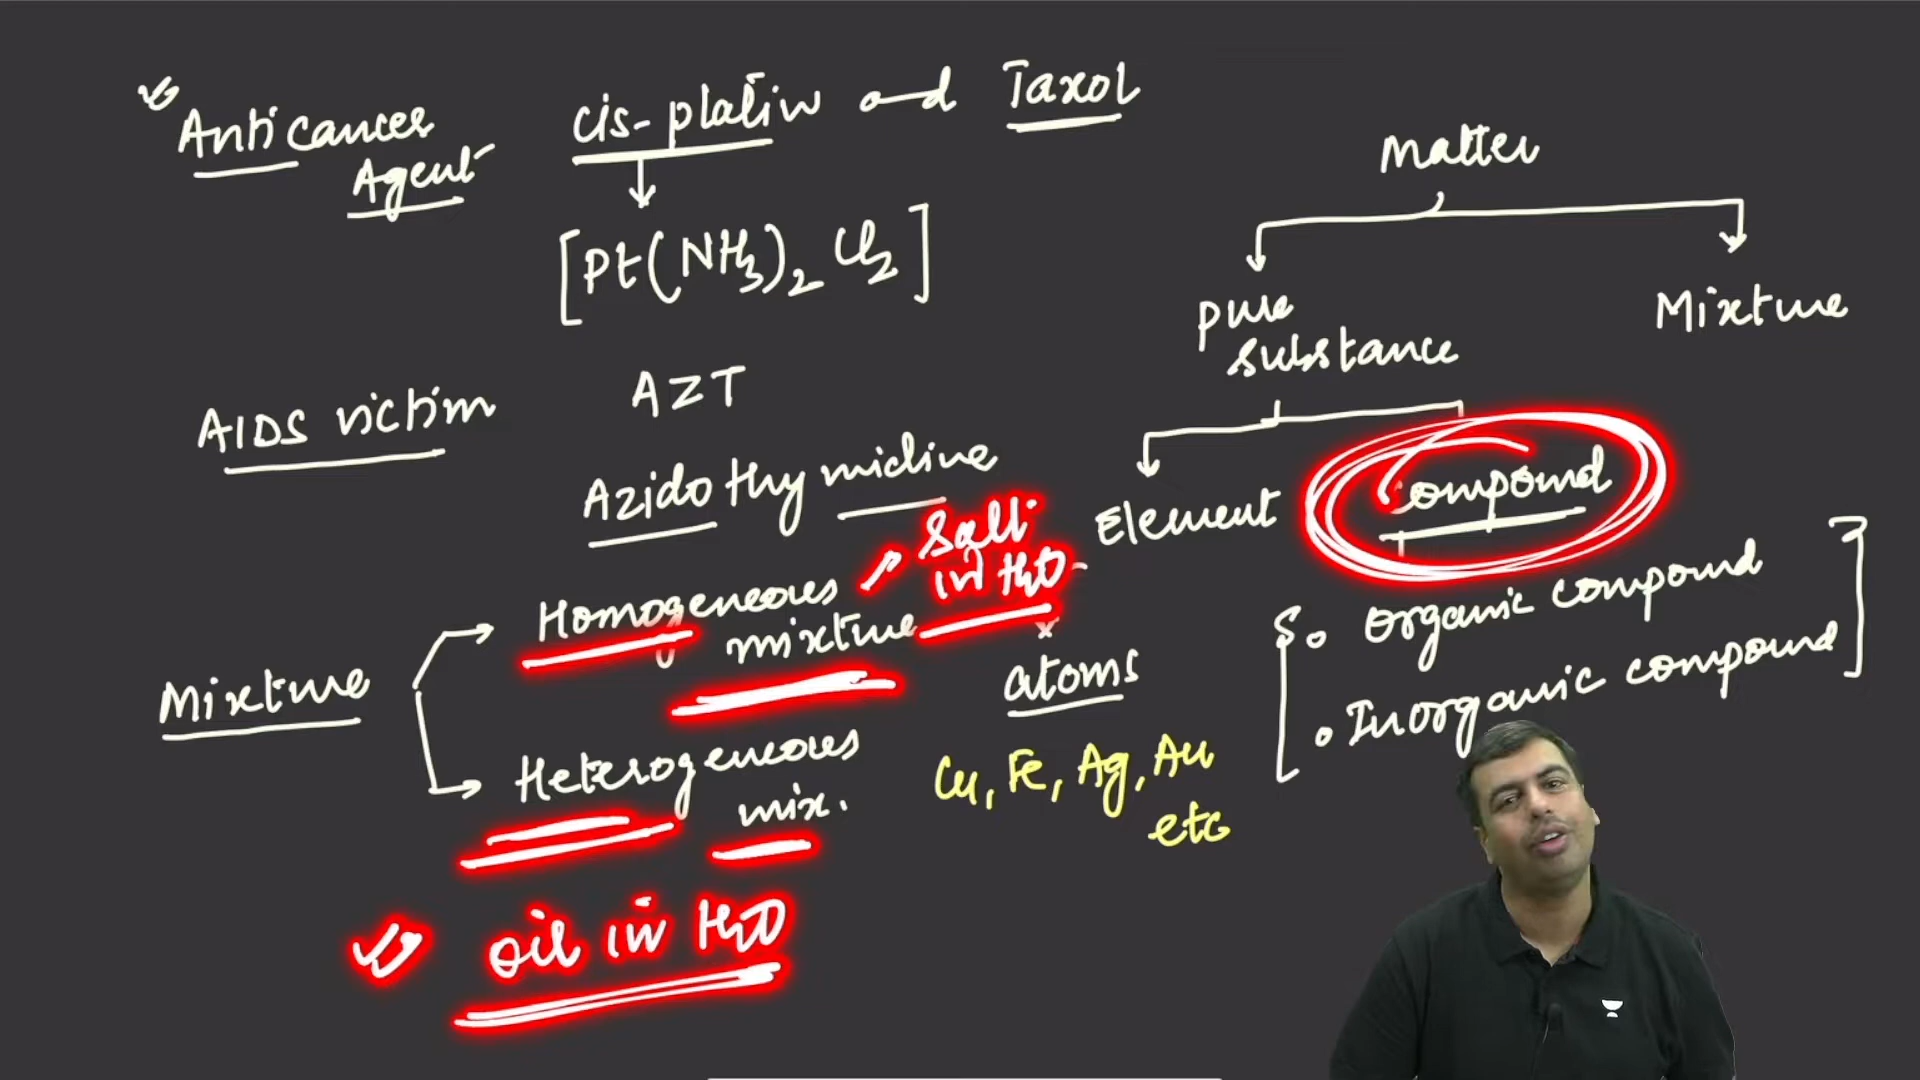 Anticancer
Agent
cis-platin and Taxol
[Pt(NH3)2 Cl2]
AIDS victim
AZT
Azidothymidine
Mixture
Homogeneous
mixture
Salt
in H2O
Heterogeneous
mix.
oil in H2O
Matter
pure
substance
Mixture
Element
Compound
atoms
Cu, Fe, Ag, Au
etc
Organic compound
Inorganic compound